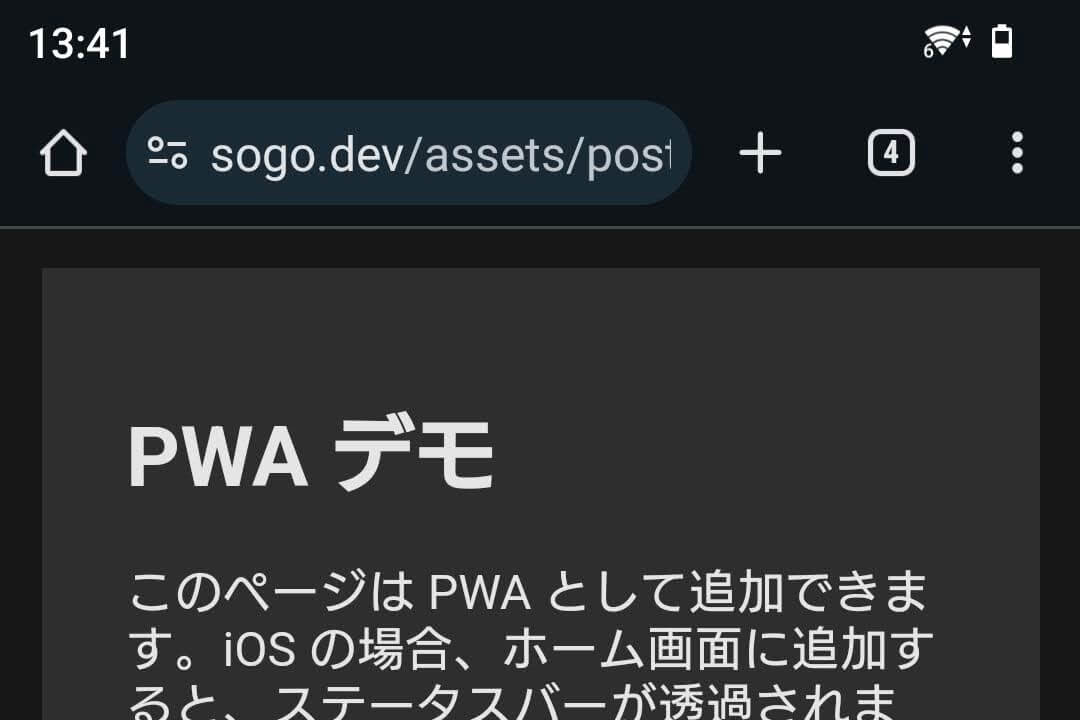 13:41
6
sogo.dev/assets/post
4
PWA デモ
このページは PWA として追加できま
す。iOS の場合、ホーム画面に追加す
ると、ステータスバーが透過されま